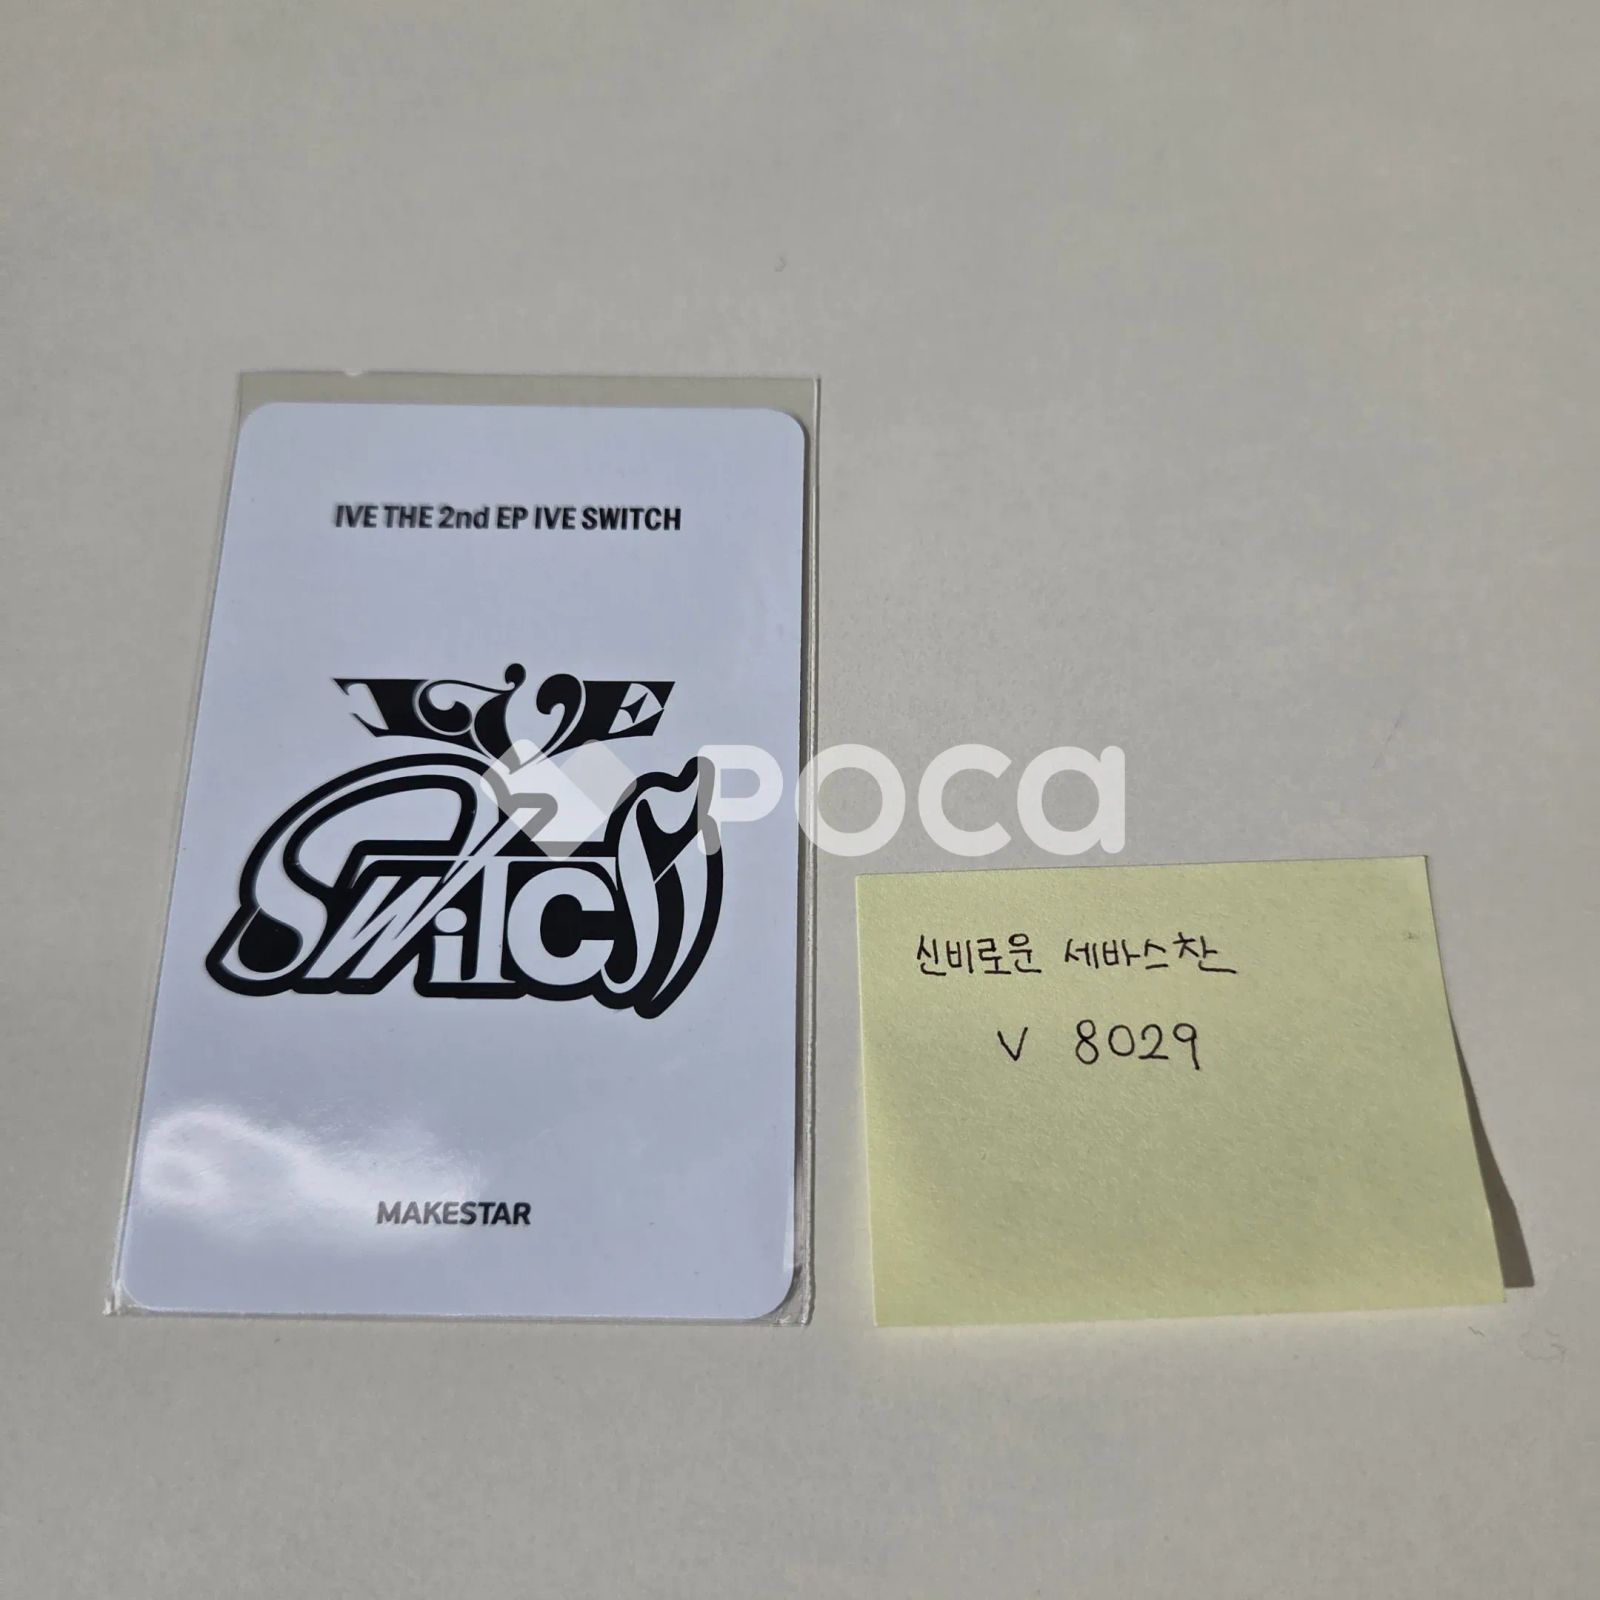 IVE THE 2nd EP IVE SWITCH
IVE
SWITCH
MAKESTAR
POCA
신비로운 세바스찬
V 8029